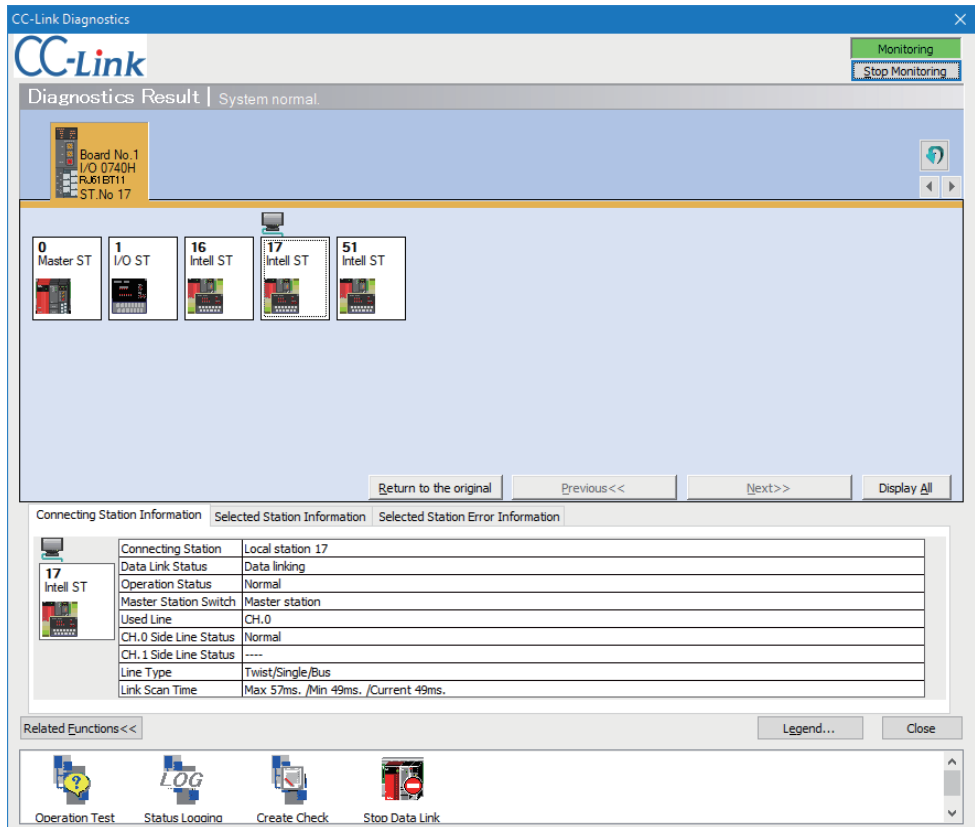 CC-Link Diagnostics
CC-Link
Monitoring
Stop Monitoring
Diagnostics Result | System normal.
Board No.1
I/O 0740H
RJ61BT11
ST.No 17
0
Master ST
1
I/O ST
16
Intell ST
17
Intell ST
51
Intell ST
Return to the original
Previous<<
Next>>
Display All
Connecting Station Information
Selected Station Information
Selected Station Error Information
17
Intell ST
Connecting Station Local station 17
Data Link Status Data linking
Operation Status Normal
Master Station Switch Master station
Used Line CH.0
CH.0 Side Line Status Normal
CH.1 Side Line Status ----
Line Type Twist/Single/Bus
Link Scan Time Max 57ms. /Min 49ms. /Current 49ms.
Related Functions<<
Legend...
Close
LOG
Operation Test
Status Logging
Create Check
Stop Data Link